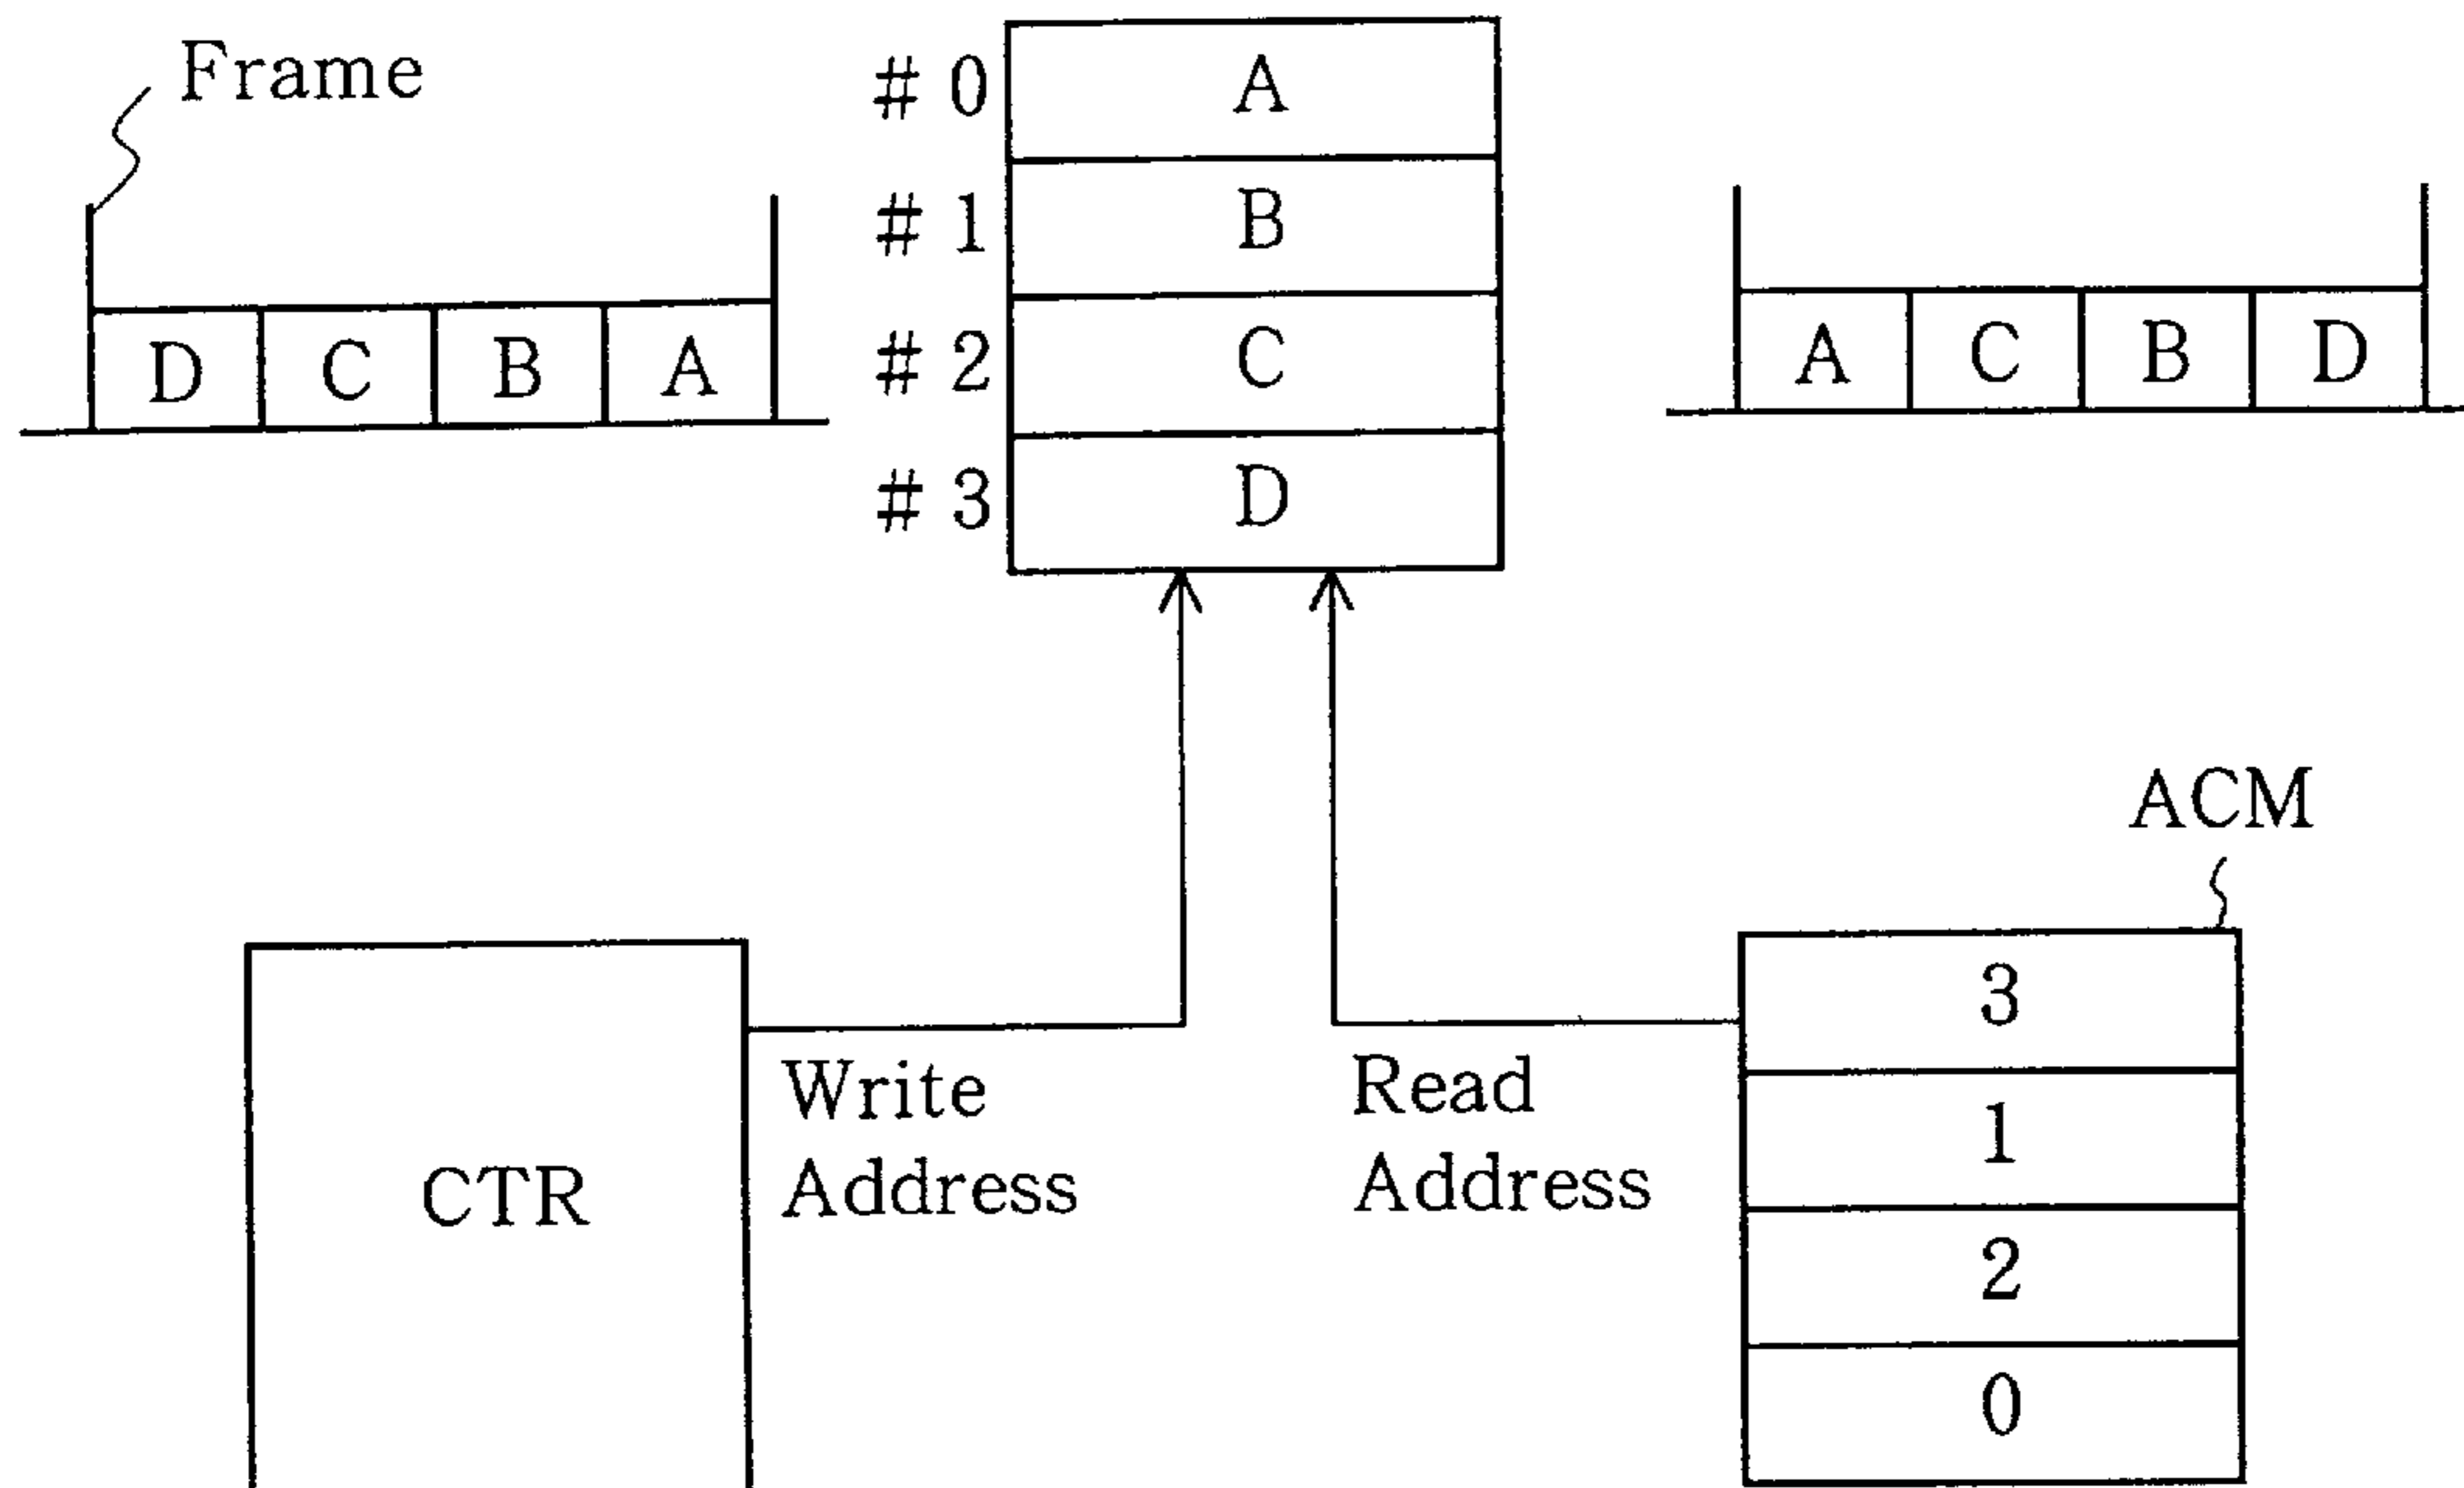 Frame
# 0 A
# 1 B
# 2 C
# 3 D
D C B A
A C B D
ACM
3
1
2
0
Write
Address
Read
Address
CTR